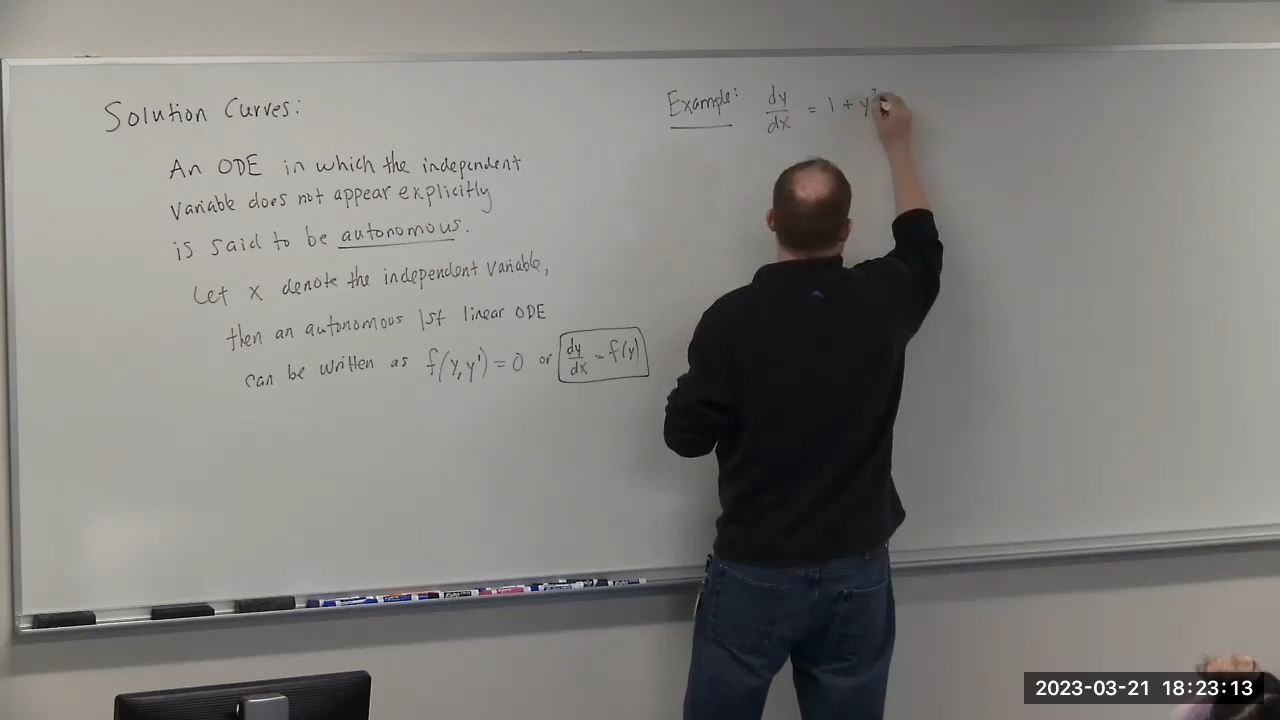 Solution Curves:
An ODE in which the independent
variable does not appear explicitly
is said to be autonomous.
Let x denote the independent variable,
then an autonomous 1st linear ODE
can be written as f(y, y') = 0 or dy/dx = f(y)
Example: dy/dx = 1 + y²
2023-03-21 18:23:13